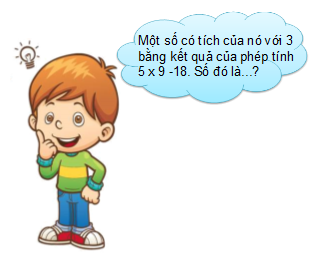 Một số có tích của nó với 3
bằng kết quả của phép tính
5 x 9 -18. Số đó là...?